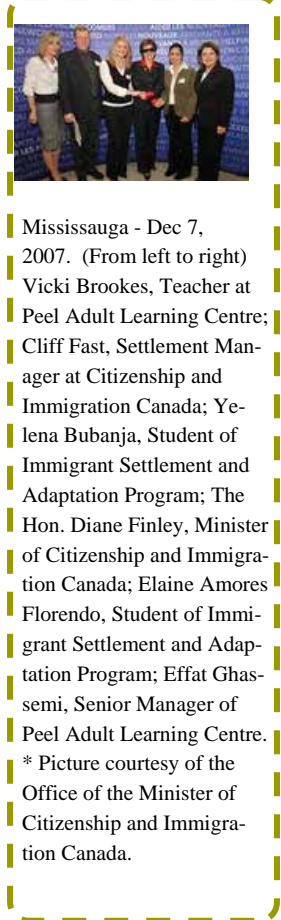 Mississauga - Dec 7,
2007.  (From left to right)
Vicki Brookes, Teacher at
Peel Adult Learning Centre;
Cliff Fast, Settlement Man-
ager at Citizenship and
Immigration Canada; Ye-
lena Bubanja, Student of
Immigrant Settlement and
Adaptation Program; The
Hon. Diane Finley, Minister
of Citizenship and Immigra-
tion Canada; Elaine Amores
Florendo, Student of Immi-
grant Settlement and Adap-
tation Program; Effat Ghas-
semi, Senior Manager of
Peel Adult Learning Centre.
* Picture courtesy of the
Office of the Minister of
Citizenship and Immigra-
tion Canada.